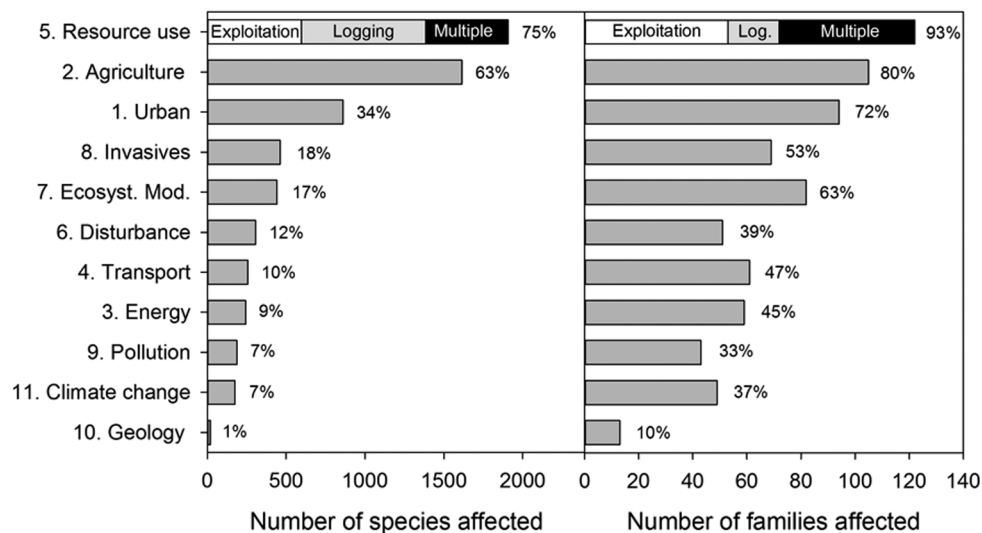 5. Resource use Exploitation Logging Multiple 75% Exploitation Log. Multiple 93%
2. Agriculture 63% 80%
1. Urban 34% 72%
8. Invasives 18% 53%
7. Ecosyst. Mod. 17% 63%
6. Disturbance 12% 39%
4. Transport 10% 47%
3. Energy 9% 45%
9. Pollution 7% 33%
11. Climate change 7% 37%
10. Geology 1% 10%
0 500 1000 1500 2000 0 20 40 60 80 100 120 140
Number of species affected Number of families affected